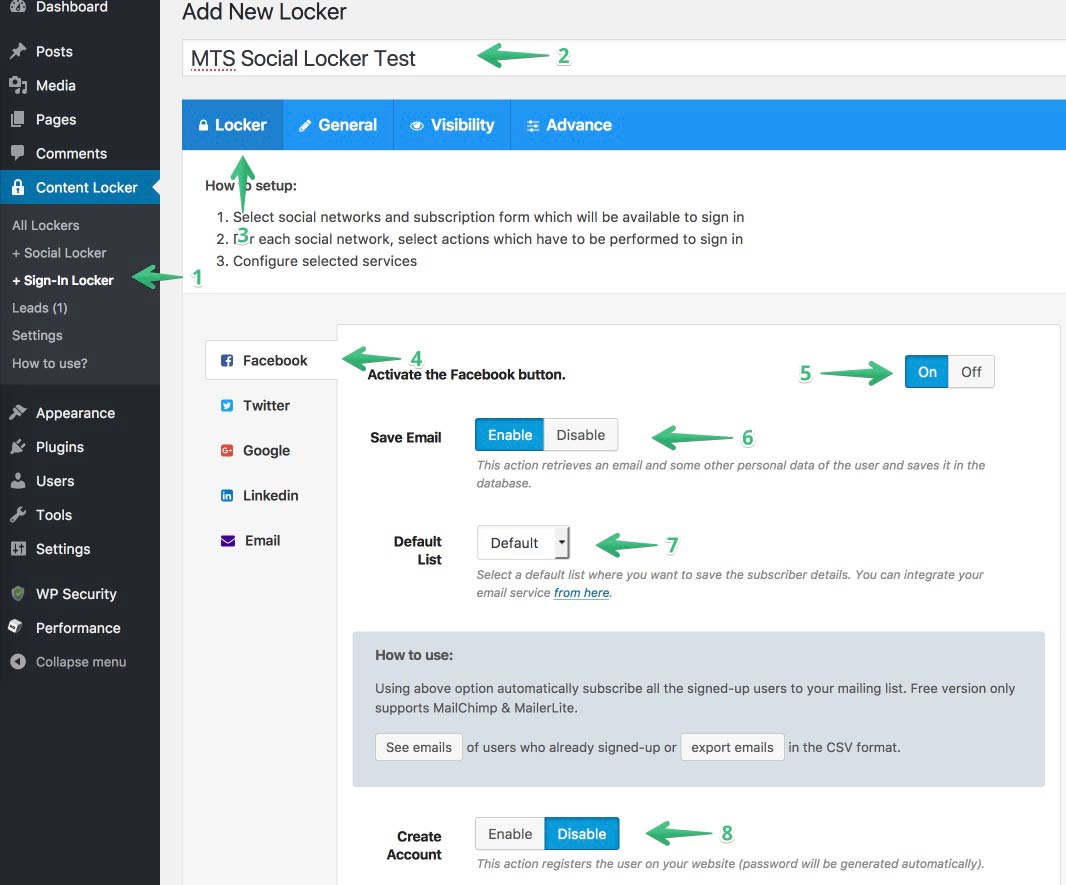 Dashboard
Posts
Media
Pages
Comments
Content Locker
All Lockers
+ Social Locker
+ Sign-In Locker
1
Leads (1)
Settings
How to use?
Appearance
Plugins
Users
Tools
Settings
WP Security
Performance
Collapse menu
Add New Locker
MTS Social Locker Test
2
Locker
General
Visibility
Advance
How to setup:
1. Select social networks and subscription form which will be available to sign in
3
2. For each social network, select actions which have to be performed to sign in
3. Configure selected services
Facebook
4
Twitter
Google
Linkedin
Email
Activate the Facebook button.
5
On
Off
Save Email
Enable
Disable
6
This action retrieves an email and some other personal data of the user and saves it in the
database.
Default
List
Default
7
Select a default list where you want to save the subscriber details. You can integrate your
email service from here.
How to use:
Using above option automatically subscribe all the signed-up users to your mailing list. Free version only
supports MailChimp & MailerLite.
See emails of users who already signed-up or export emails in the CSV format.
Create
Account
Enable
Disable
8
This action registers the user on your website (password will be generated automatically).